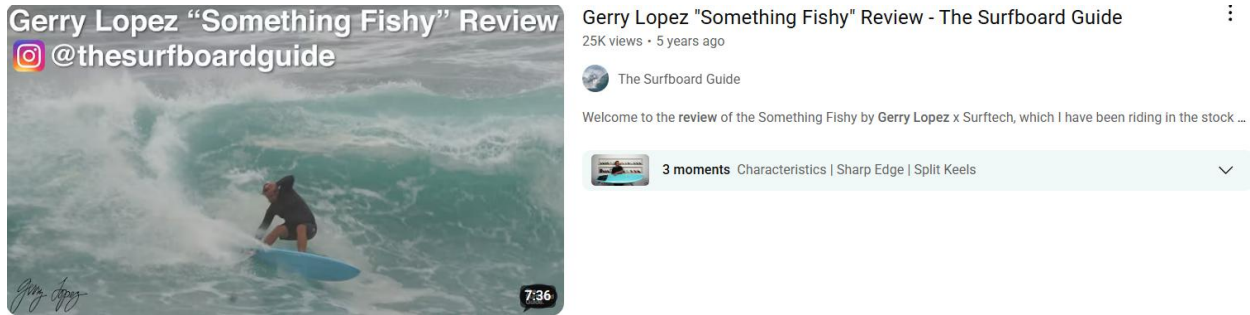 Gerry Lopez “Something Fishy” Review
@thesurfboardguide
Gerry Lopez
7:36
Gerry Lopez "Something Fishy" Review - The Surfboard Guide
25K views • 5 years ago
The Surfboard Guide
Welcome to the review of the Something Fishy by Gerry Lopez x Surftech, which I have been riding in the stock ...
3 moments Characteristics | Sharp Edge | Split Keels